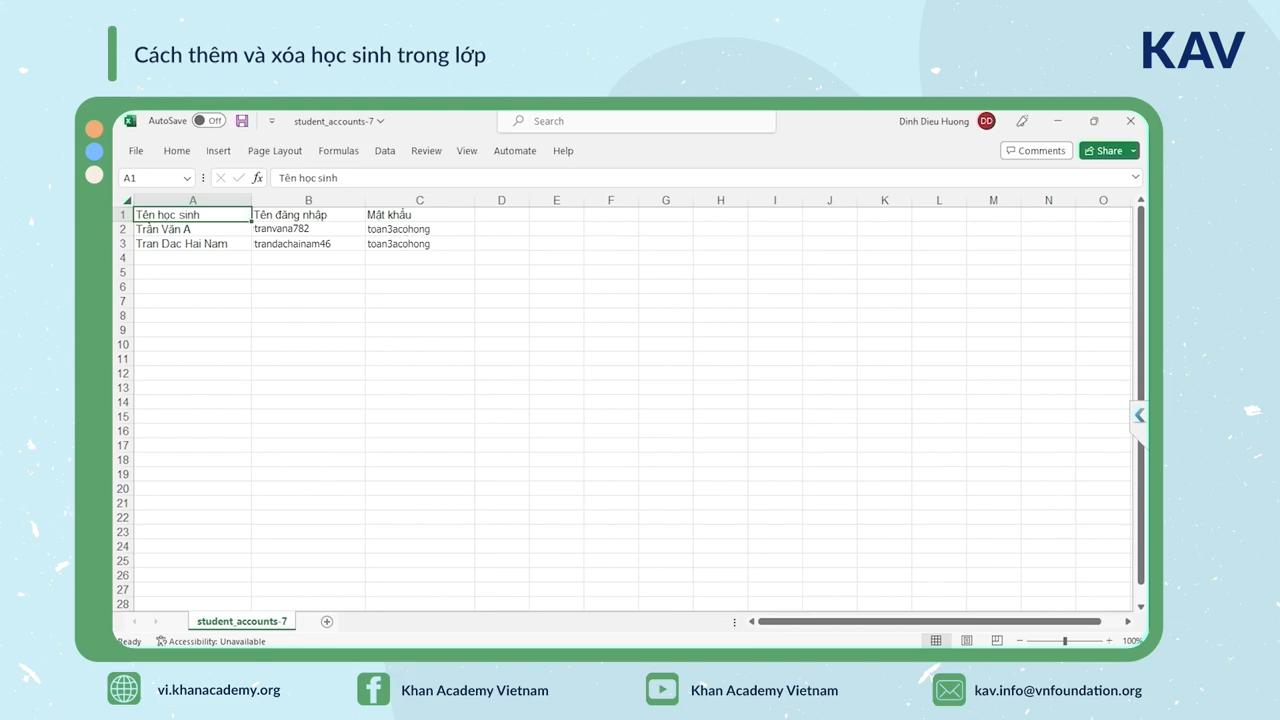 Cách thêm và xóa học sinh trong lớp
KAV
AutoSave Off student_accounts-7 Search Dinh Dieu Huong DD
File Home Insert Page Layout Formulas Data Review View Automate Help Comments Share
A1 fx Tên học sinh
A B C D E F G H I J K L M N O
1 Tên học sinh Tên đăng nhập Mật khẩu
2 Trần Văn A tranvana782 toan3acohong
3 Tran Dac Hai Nam trandachainam46 toan3acohong
4
5
6
7
8
9
10
11
12
13
14
15
16
17
18
19
20
21
22
23
24
25
26
27
28
student_accounts-7
Ready Accessibility: Unavailable 100%
vi.khanacademy.org Khan Academy Vietnam Khan Academy Vietnam kav.info@vnfoundation.org